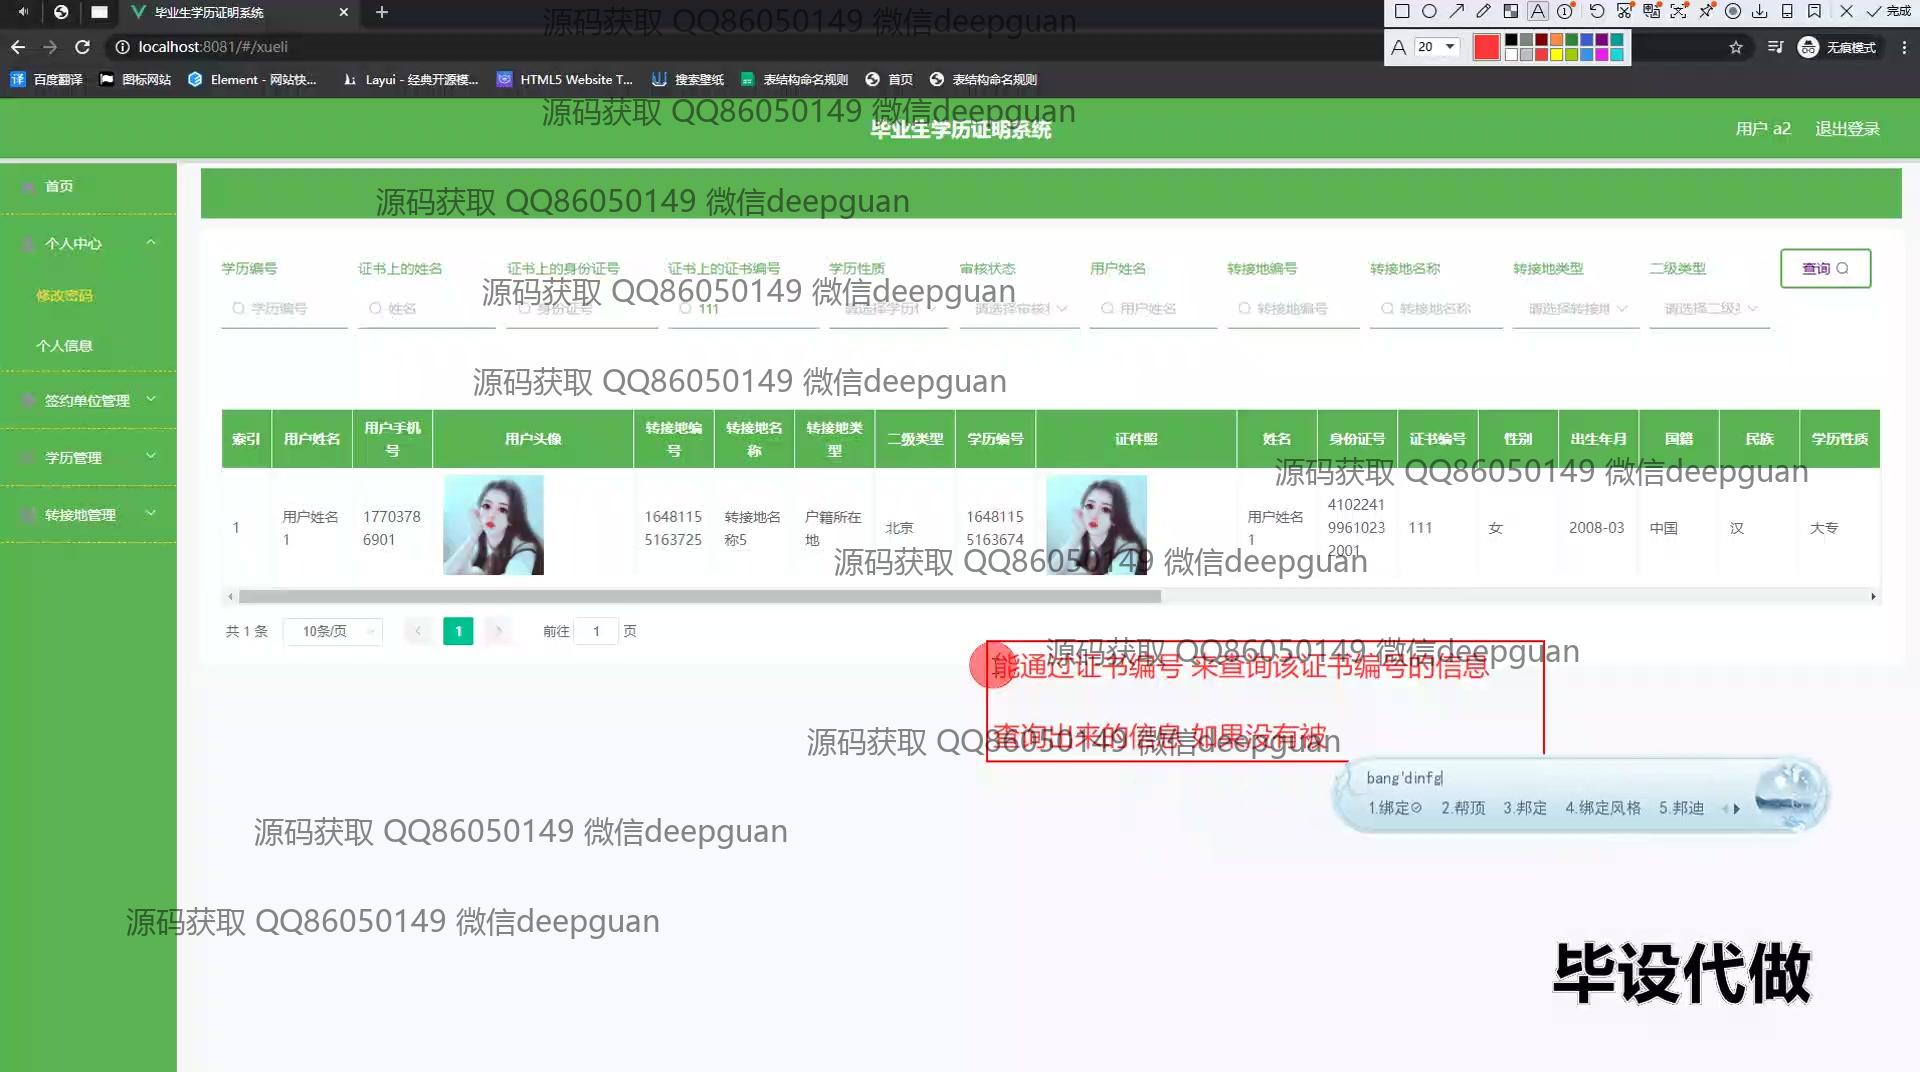 毕业生学历证明系统
源码获取 QQ86050149 微信deepguan
完成
localhost:8081/#/xueli
A 20
无痕模式
百度翻译 图标网站 Element - 网站快... Layui - 经典开源模... HTML5 Website T... 搜索壁纸 表结构命名规则 首页 表结构命名规则
源码获取 QQ86050149 微信deepguan
毕业生学历证明系统
用户 a2 退出登录
首页
源码获取 QQ86050149 微信deepguan
个人中心
修改密码
个人信息
签约单位管理
学历管理
转接地管理
学历编号 证书上的姓名 证书上的身份证号 证书上的证书编号 学历性质 审核状态 用户姓名 转接地编号 转接地名称 转接地类型 二级类型 查询
源码获取 QQ86050149 微信deepguan
学历编号 姓名 身份证号 111 请选择学历 请选择审核 用户姓名 转接地编号 转接地名称 请选择转接地 请选择二级
源码获取 QQ86050149 微信deepguan
索引 用户姓名 用户手机号 用户头像 转接地编号 转接地名称 转接地类型 二级类型 学历编号 证件照 姓名 身份证号 证书编号 性别 出生年月 国籍 民族 学历性质
源码获取 QQ86050149 微信deepguan
1 用户姓名1 17703786901 16481155163725 转接地名称5 户籍所在地 北京 16481155163674 用户姓名1 410224199610232001 111 女 2008-03 中国 汉 大专
源码获取 QQ86050149 微信deepguan
共 1 条 10条/页 1 前往 1 页
源码获取 QQ86050149 微信deepguan
能通过证书编号 来查询该证书编号的信息
查询出来的信息 如果没有被
源码获取 QQ86050149 微信deepguan
bang'dinfg
1.绑定 2.帮顶 3.邦定 4.绑定风格 5.邦迪
源码获取 QQ86050149 微信deepguan
源码获取 QQ86050149 微信deepguan
毕设代做